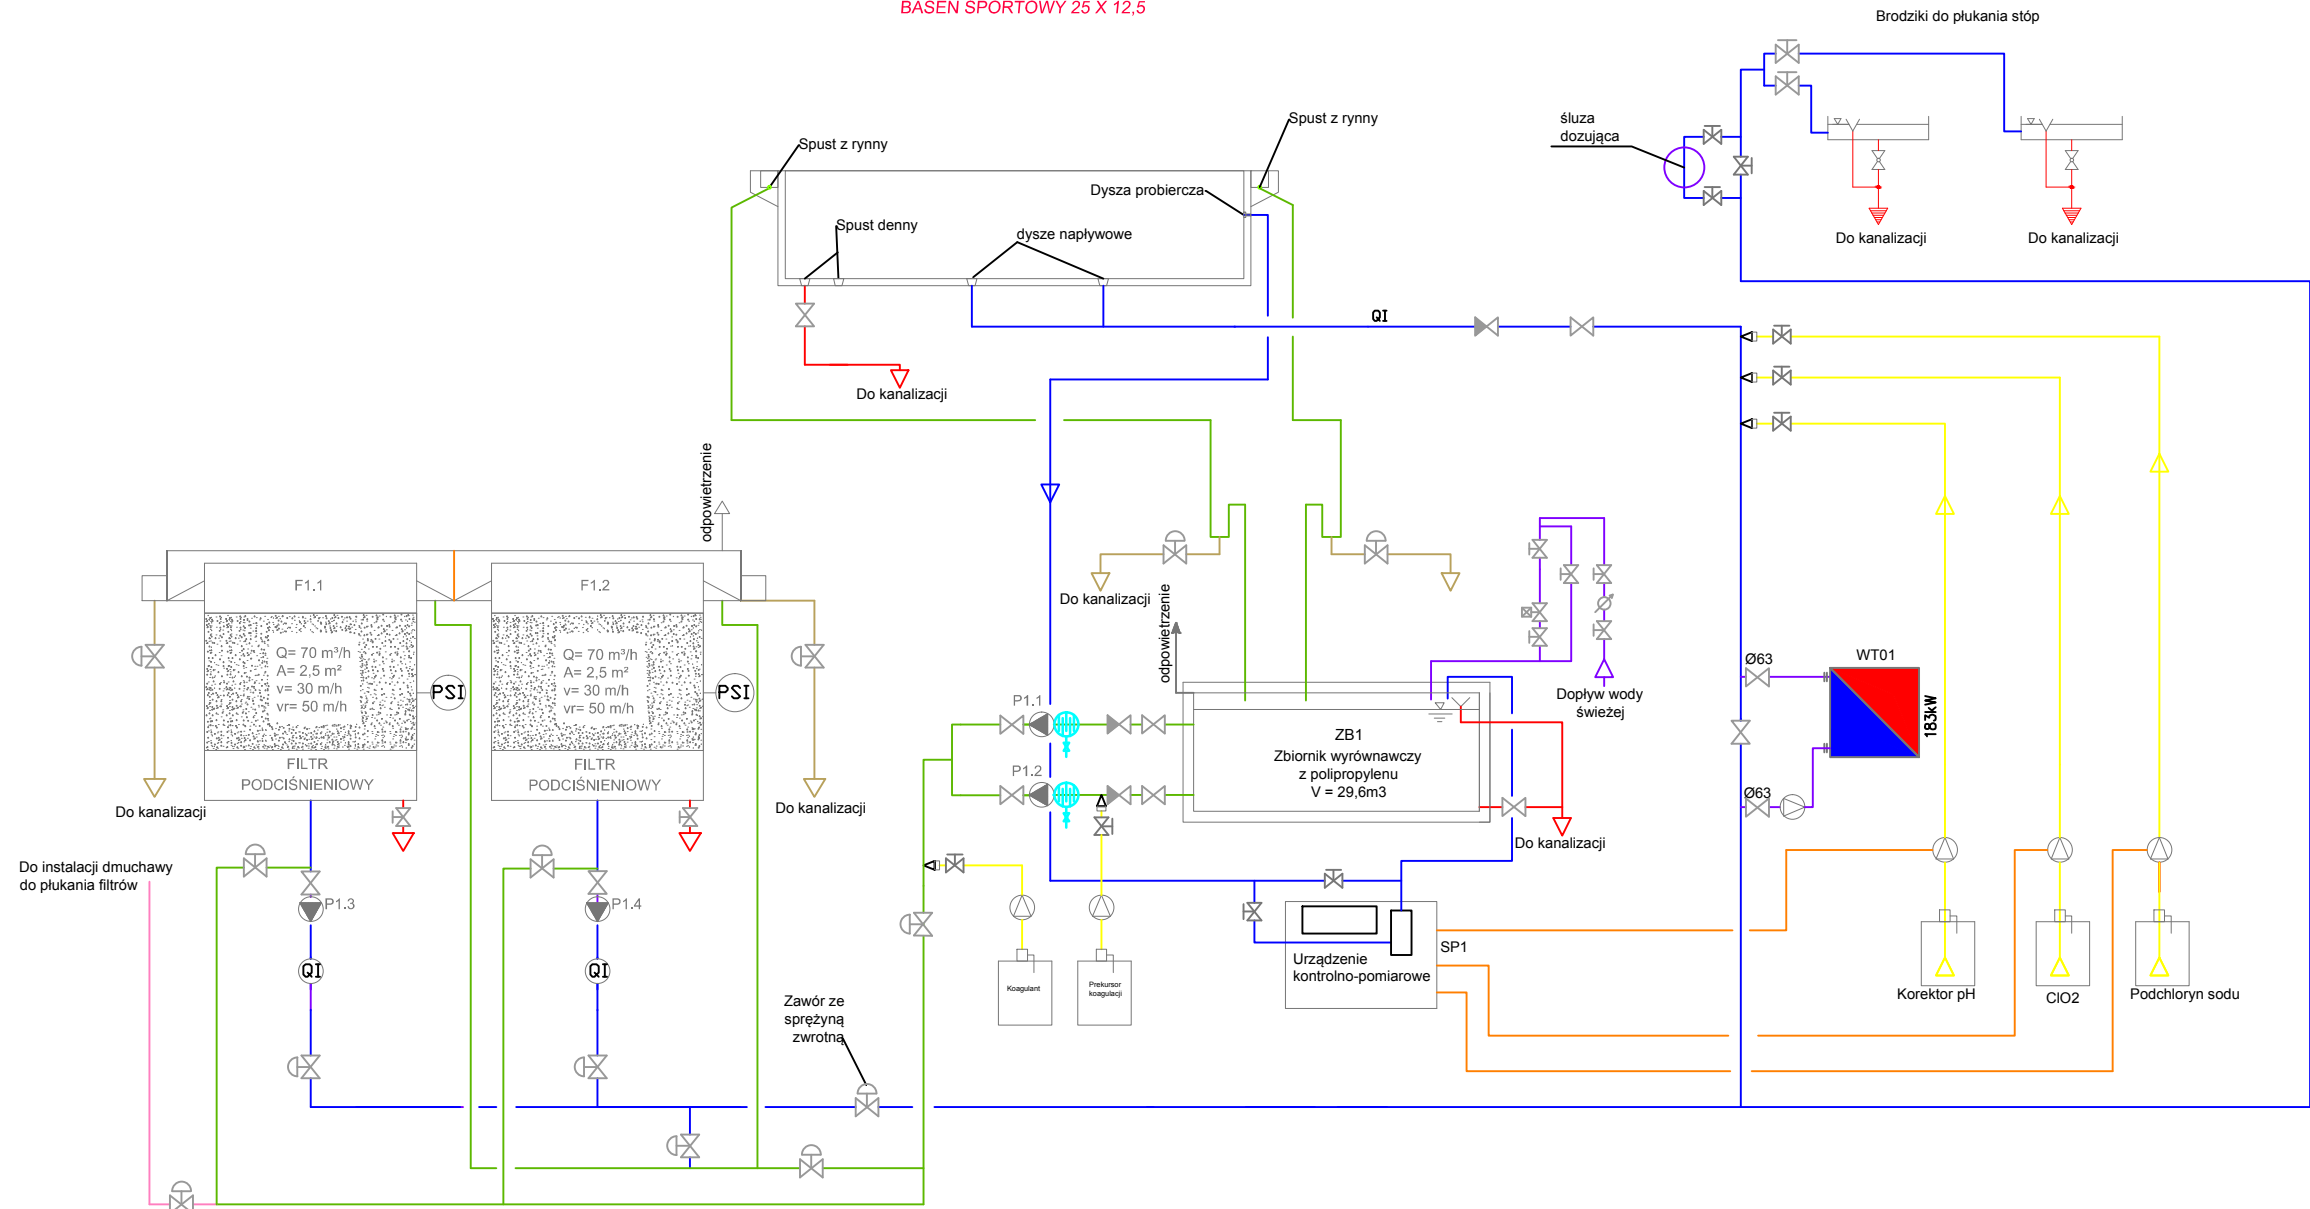 BASEN SPORTOWY 25 X 12,5
Brodziki do płukania stóp
Spust z rynny
Spust z rynny
śluza
dozująca
Dysza probiercza
Spust denny
dysze napływowe
Do kanalizacji
Do kanalizacji
QI
Do kanalizacji
odpowietrzenie
F1.1
F1.2
Do kanalizacji
odpowietrzenie
Q= 70 m³/h
A= 2,5 m²
v= 30 m/h
vr= 50 m/h
PSI
Q= 70 m³/h
A= 2,5 m²
v= 30 m/h
vr= 50 m/h
PSI
Dopływ wody
świeżej
Ø63
WT01
183kW
P1.1
P1.2
ZB1
Zbiornik wyrównawczy
z polipropylenu
V = 29,6m3
Ø63
FILTR
PODCIŚNIENIOWY
FILTR
PODCIŚNIENIOWY
Do kanalizacji
Do kanalizacji
Do kanalizacji
Do instalacji dmuchawy
do płukania filtrów
P1.3
P1.4
QI
QI
SP1
Urządzenie
kontrolno-pomiarowe
Koagulant
Prekursor
koagulacji
Korektor pH
ClO2
Podchloryn sodu
Zawór ze
sprężyną
zwrotną